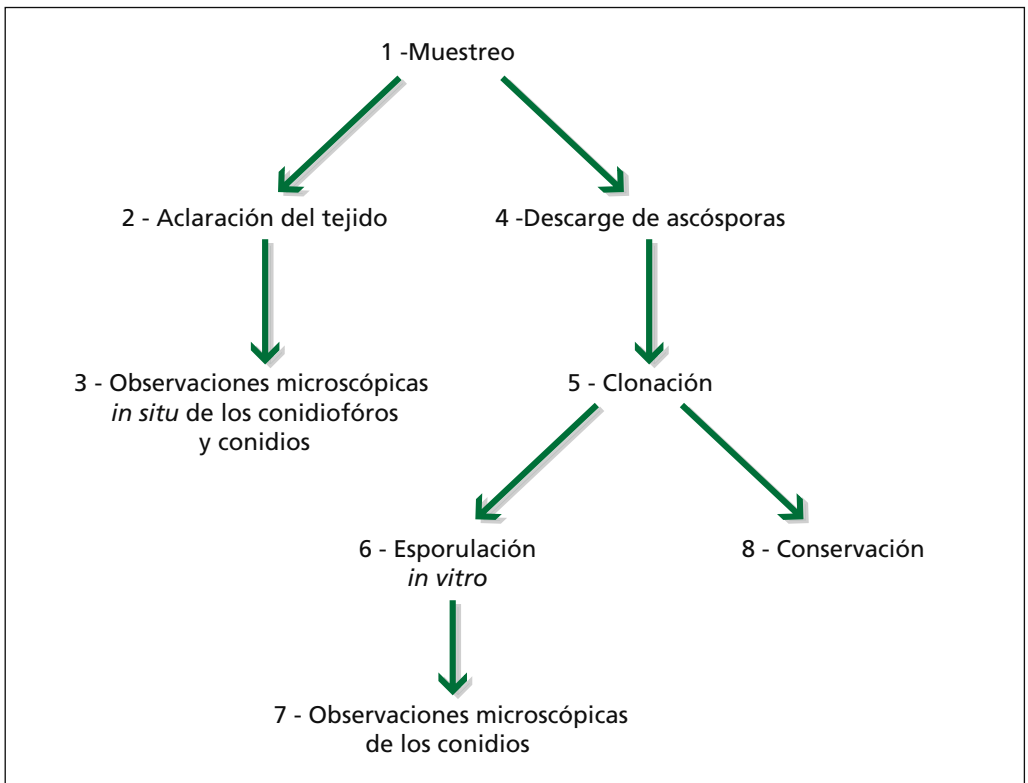 1 -Muestreo
2 - Aclaración del tejido
4 -Descarge de ascósporas
3 - Observaciones microscópicas
in situ de los conidiofóros
y conidios
5 - Clonación
6 - Esporulación
in vitro
8 - Conservación
7 - Observaciones microscópicas
de los conidios